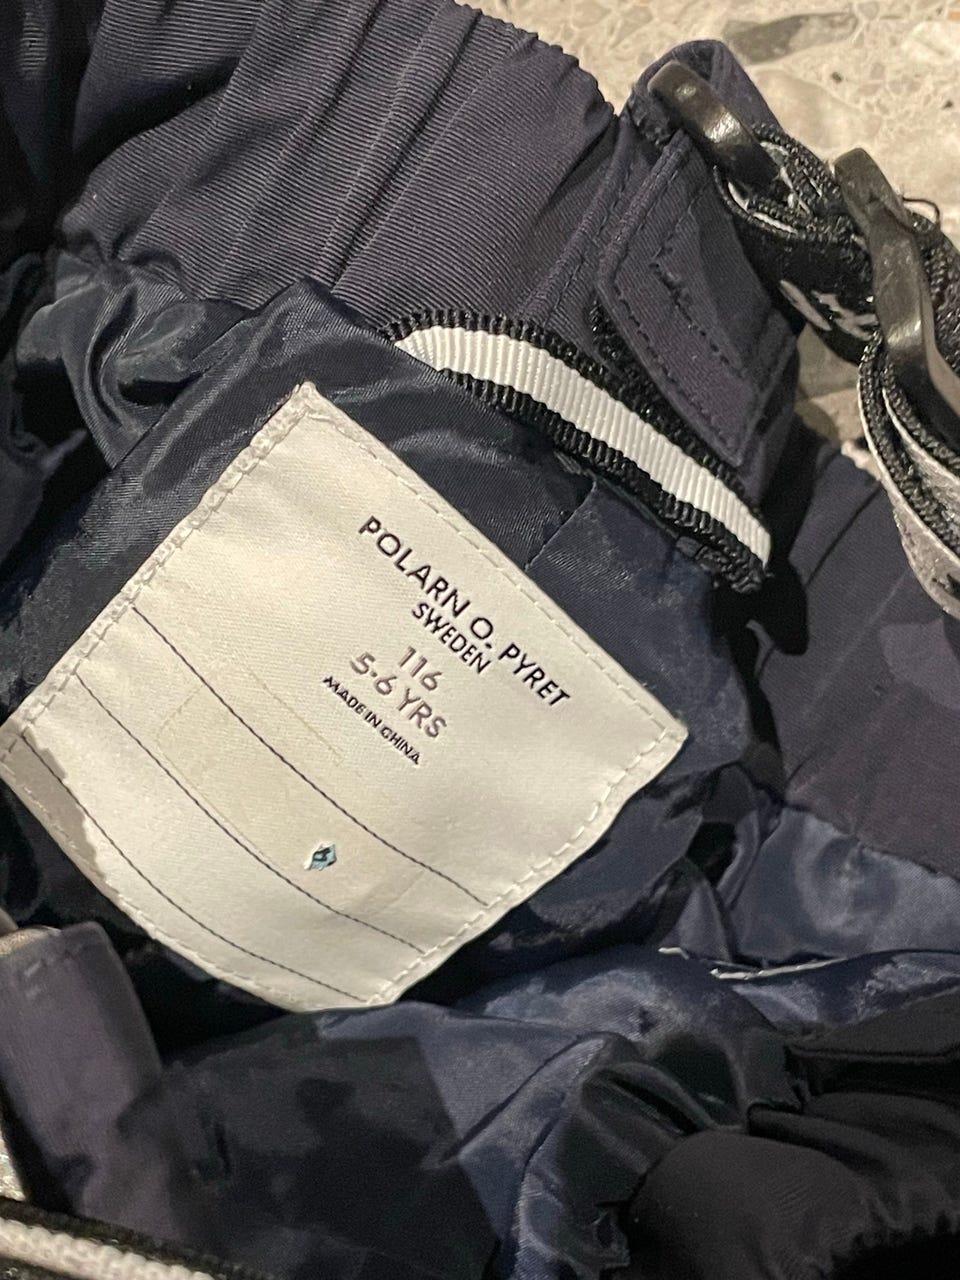 POLARN O. PYRET
SWEDEN
116
5-6 YRS
MADE IN CHINA